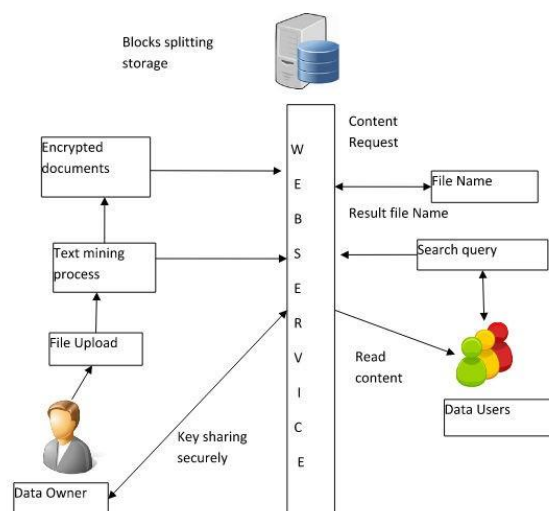 Blocks splitting
storage
Content
Request
Encrypted
documents
File Name
Result file Name
Text mining
process
Search query
File Upload
Read
content
Key sharing
securely
Data Users
Data Owner
W
E
B
S
E
R
V
I
C
E